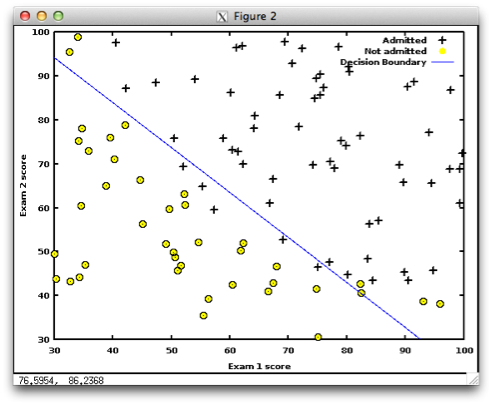 Figure 2
Admitted
Not admitted
Decision Boundary
100
90
80
70
60
50
40
30
Exam 2 score
30 40 50 60 70 80 90 100
Exam 1 score
76.5954, 86.2368